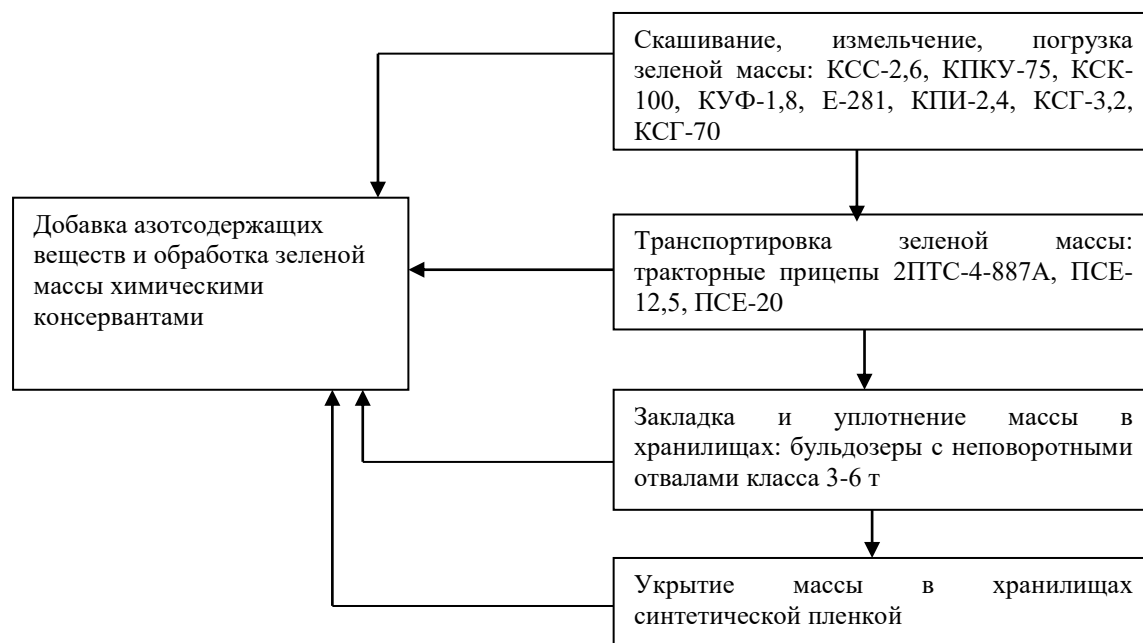 Скашивание, измельчение, погрузка
зеленой массы: КСС-2,6, КПКУ-75, КСК-
100, КУФ-1,8, Е-281, КПИ-2,4, КСГ-3,2,
КСГ-70
Добавка азотсодержащих
веществ и обработка зеленой
массы химическими
консервантами
Транспортировка зеленой массы:
тракторные прицепы 2ПТС-4-887А, ПСЕ-
12,5, ПСЕ-20
Закладка и уплотнение массы в
хранилищах: бульдозеры с неповоротными
отвалами класса 3-6 т
Укрытие массы в хранилищах
синтетической пленкой